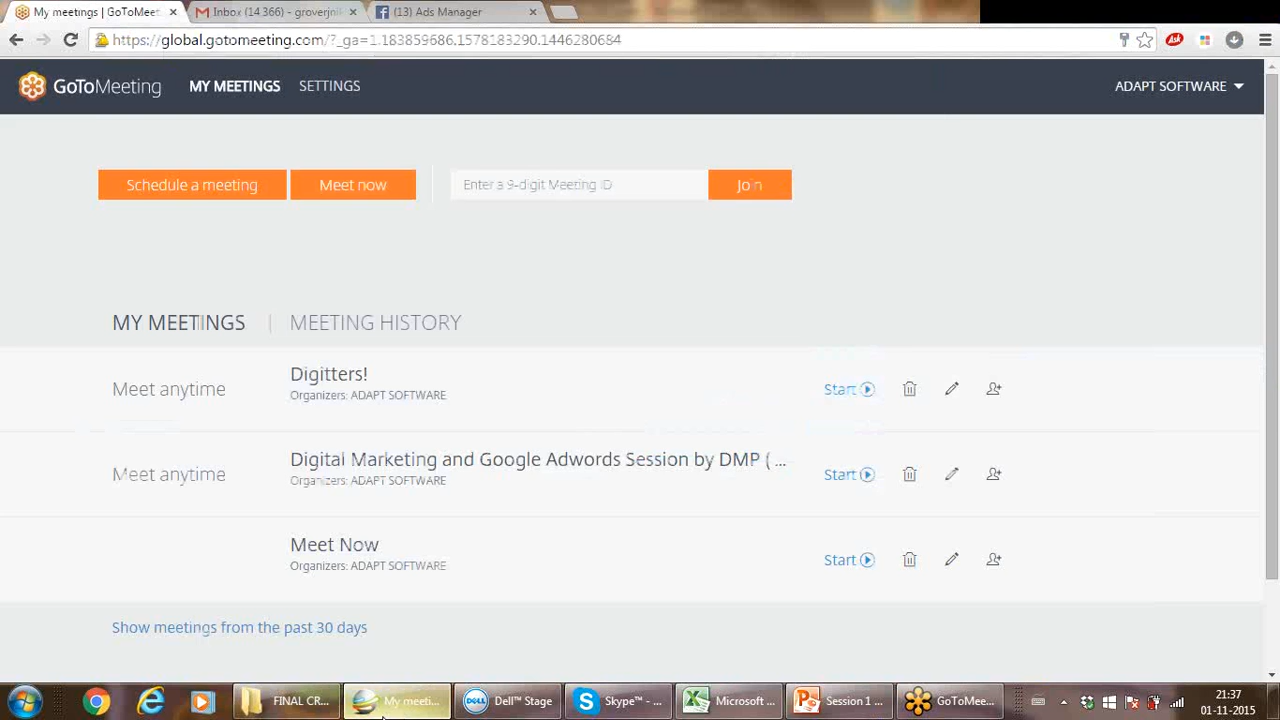 My meetings | GoToMeet
Inbox (14,366) - groverjnik
(13) Ads Manager
https://global.gotomeeting.com/?_ga=1.183859686.1578183290.1446280684
Ask
GoToMeeting
MY MEETINGS
SETTINGS
ADAPT SOFTWARE
Schedule a meeting
Meet now
Enter a 9-digit Meeting ID
Join
MY MEETINGS | MEETING HISTORY
Meet anytime
Digitters!
Organizers: ADAPT SOFTWARE
Start
Meet anytime
Digital Marketing and Google Adwords Session by DMP ( ...
Organizers: ADAPT SOFTWARE
Start
Meet Now
Organizers: ADAPT SOFTWARE
Start
Show meetings from the past 30 days
FINAL CR...
My meeti...
DELL
Dell™ Stage
Skype™ - ...
Microsoft ...
Session 1 ...
GoToMee...
21:37
01-11-2015